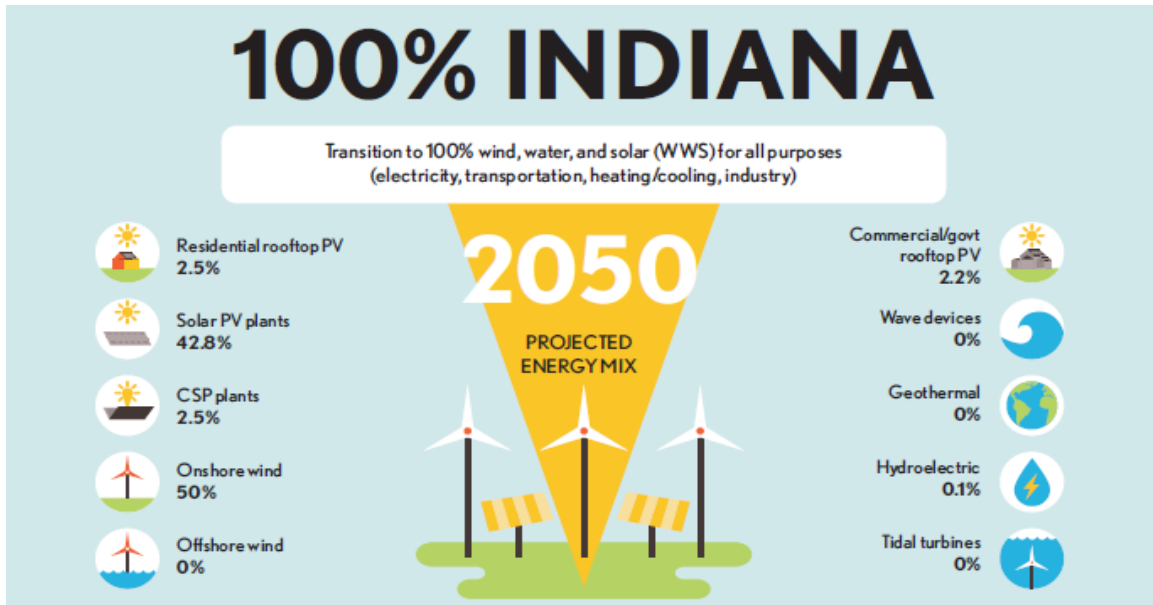 100% INDIANA
Transition to 100% wind, water, and solar (WWS) for all purposes
(electricity, transportation, heating/cooling, industry)
2050
PROJECTED
ENERGY MIX
Residential rooftop PV
2.5%
Solar PV plants
42.8%
CSP plants
2.5%
Onshore wind
50%
Offshore wind
0%
Commercial/govt
rooftop PV
2.2%
Wave devices
0%
Geothermal
0%
Hydroelectric
0.1%
Tidal turbines
0%